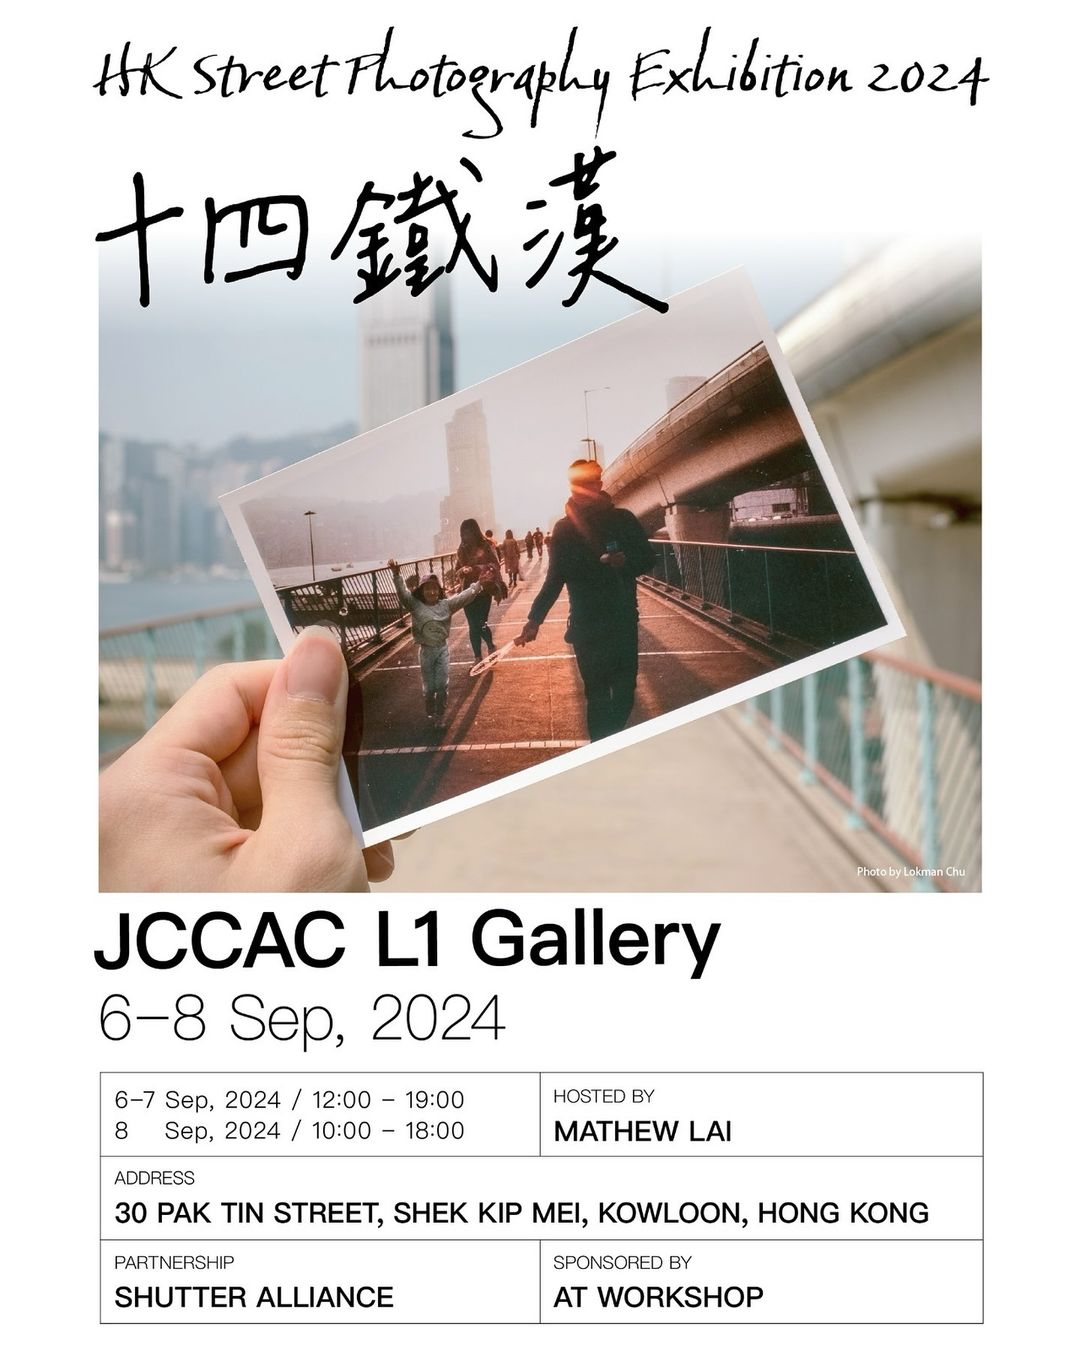 HK Street Photography Exhibition 2024
十四鐵漢
Photo by Lokman Chu
JCCAC L1 Gallery
6–8 Sep, 2024
6–7 Sep, 2024 / 12:00 – 19:00
8 Sep, 2024 / 10:00 – 18:00
HOSTED BY
MATHEW LAI
ADDRESS
30 PAK TIN STREET, SHEK KIP MEI, KOWLOON, HONG KONG
PARTNERSHIP
SHUTTER ALLIANCE
SPONSORED BY
AT WORKSHOP